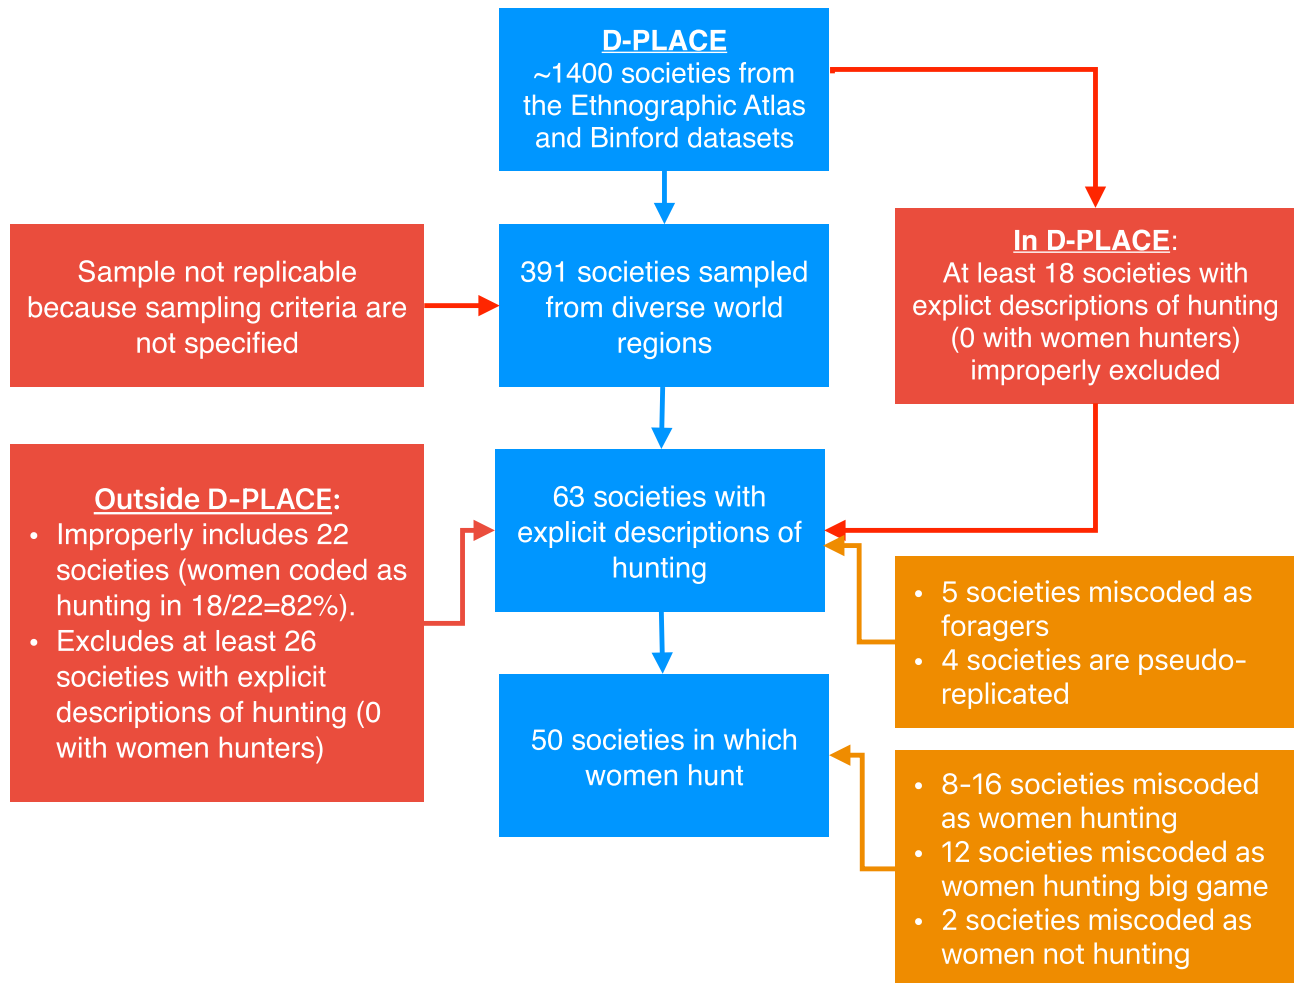 D-PLACE
~1400 societies from
the Ethnographic Atlas
and Binford datasets
Sample not replicable
because sampling criteria are
not specified
391 societies sampled
from diverse world
regions
In D-PLACE:
At least 18 societies with
explict descriptions of hunting
(0 with women hunters)
improperly excluded
Outside D-PLACE:
• Improperly includes 22
societies (women coded as
hunting in 18/22=82%).
• Excludes at least 26
societies with explicit
descriptions of hunting (0
with women hunters)
63 societies with
explicit descriptions of
hunting
• 5 societies miscoded as
foragers
• 4 societies are pseudo-
replicated
50 societies in which
women hunt
• 8-16 societies miscoded
as women hunting
• 12 societies miscoded as
women hunting big game
• 2 societies miscoded as
women not hunting